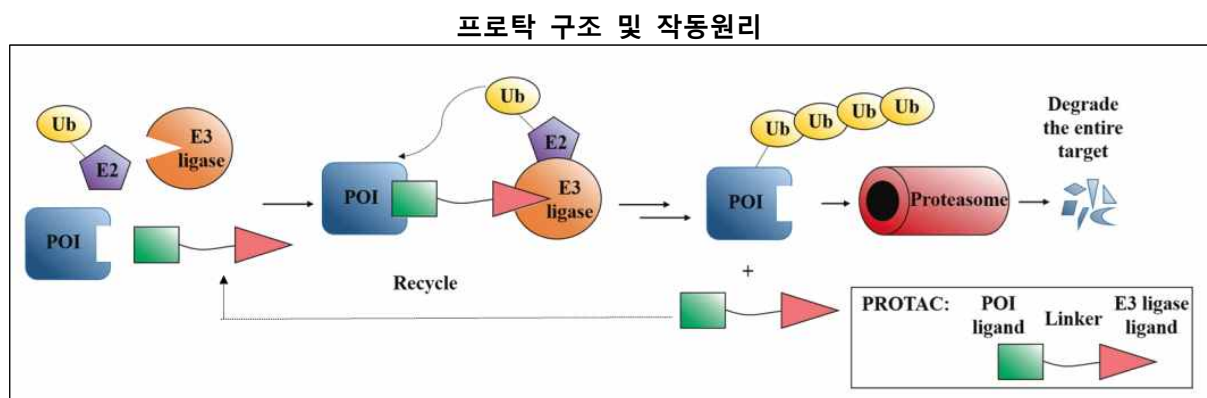 프로탁 구조 및 작동원리
Ub
E2
E3
ligase
POI
Ub
E2
POI
E3
ligase
Recycle
Ub Ub Ub Ub
POI
Proteasome
Degrade
the entire
target
+
PROTAC:
POI
ligand
Linker
E3 ligase
ligand